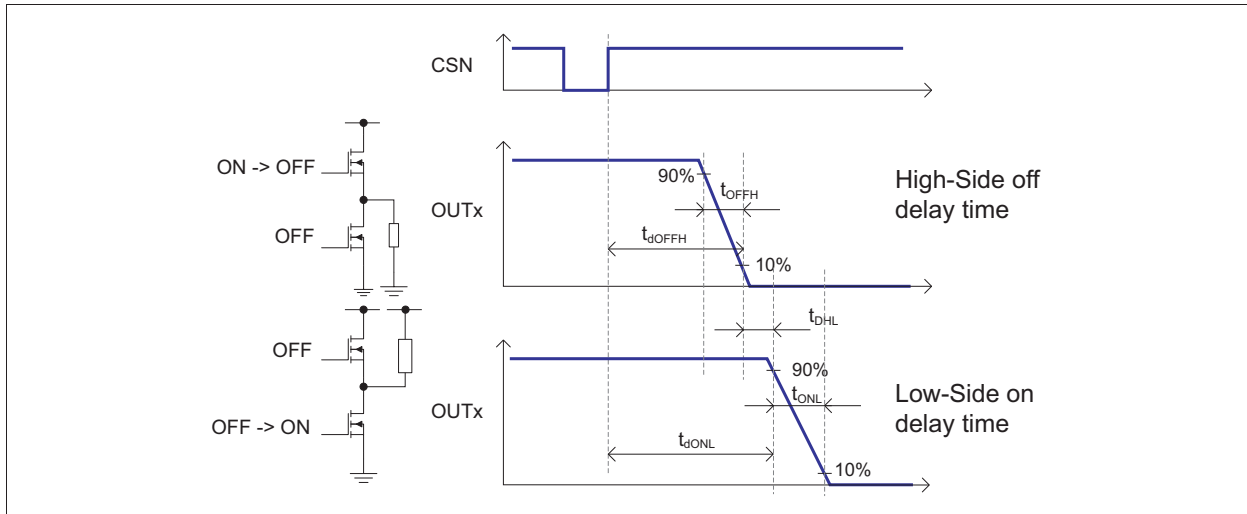 CSN
ON -> OFF
OFF
OUTx
90%
tOFFH
tdOFFH
10%
High-Side off
delay time
tDHL
OFF
OFF -> ON
OUTx
90%
tONL
tdONL
10%
Low-Side on
delay time